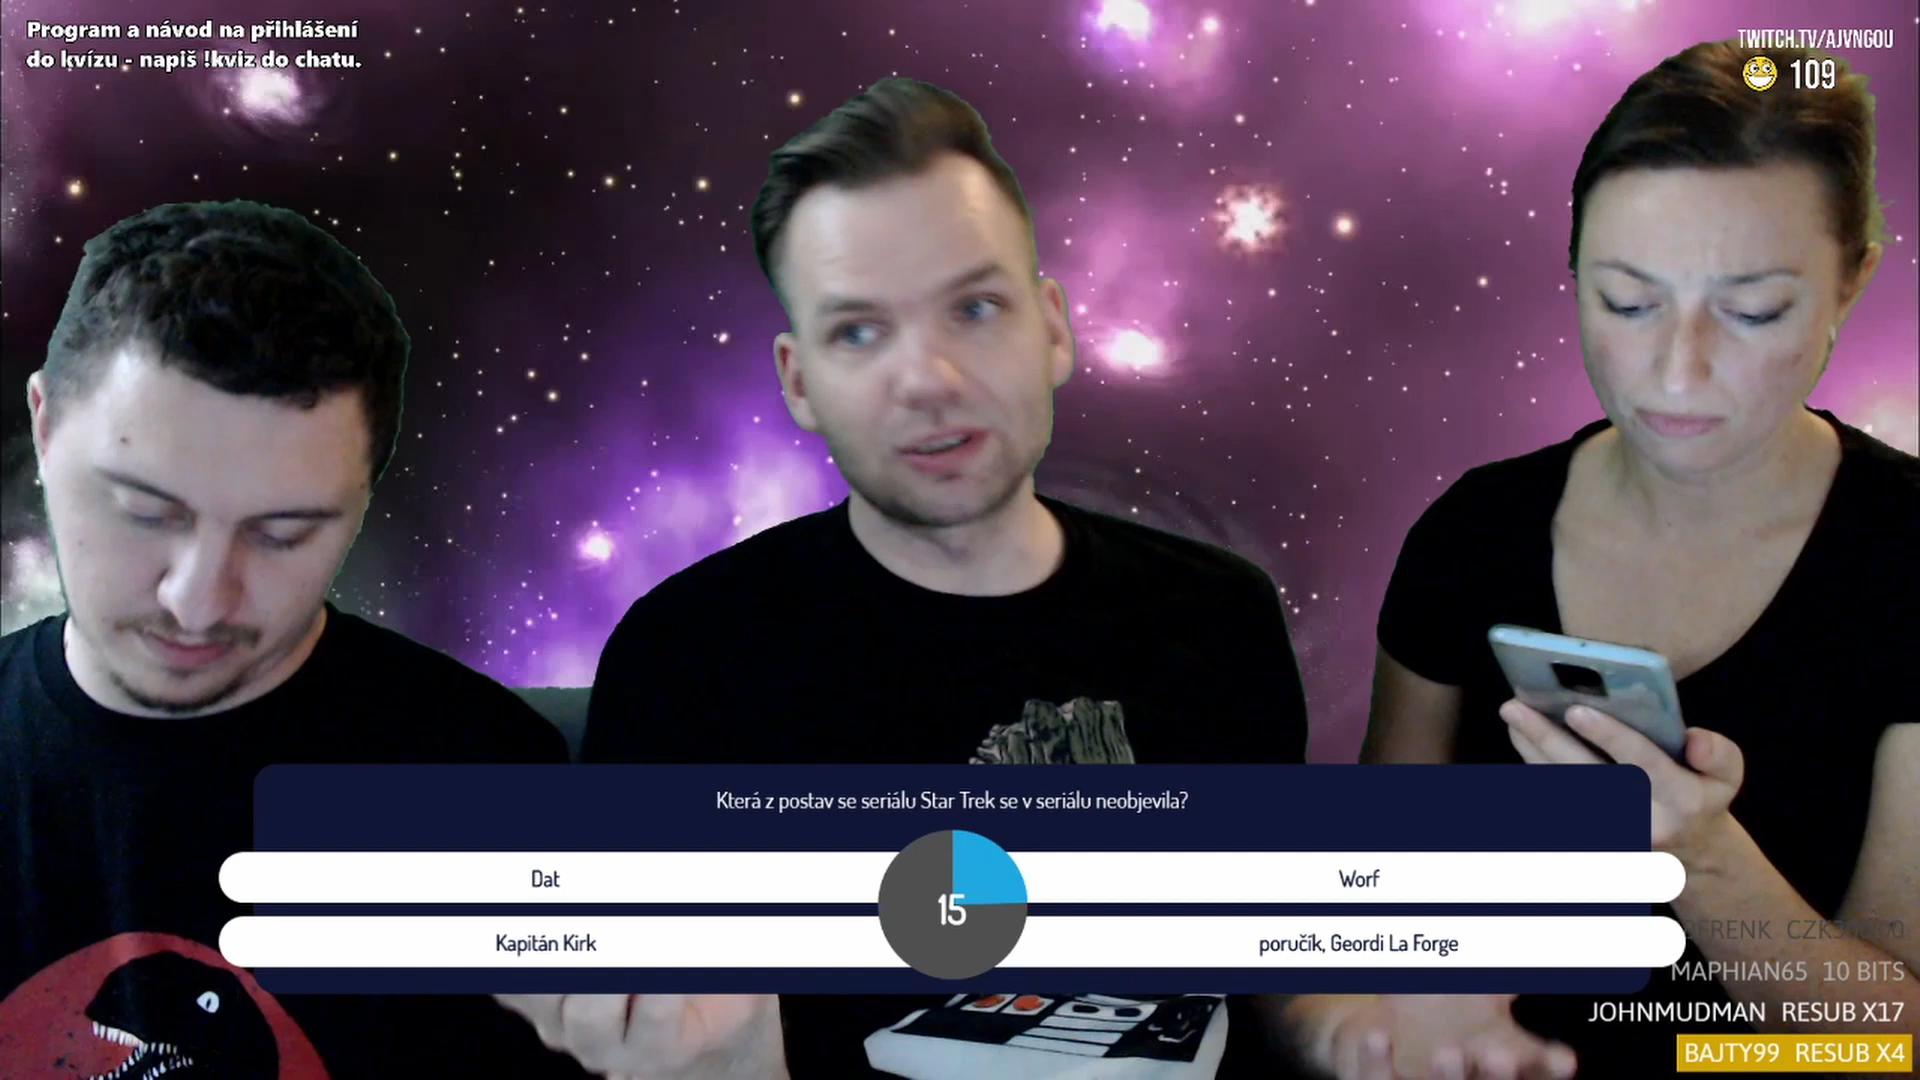 Program a návod na přihlášení
do kvízu - napiš !kviz do chatu.
TWITCH.TV/AJVNGOU
109
Která z postav se seriálu Star Trek se v seriálu neobjevila?
Dat
Worf
15
Kapitán Kirk
poručík, Geordi La Forge
MAPHIAN65 10 BITS
JOHNMUDMAN RESUB X17
BAJTY99 RESUB X4